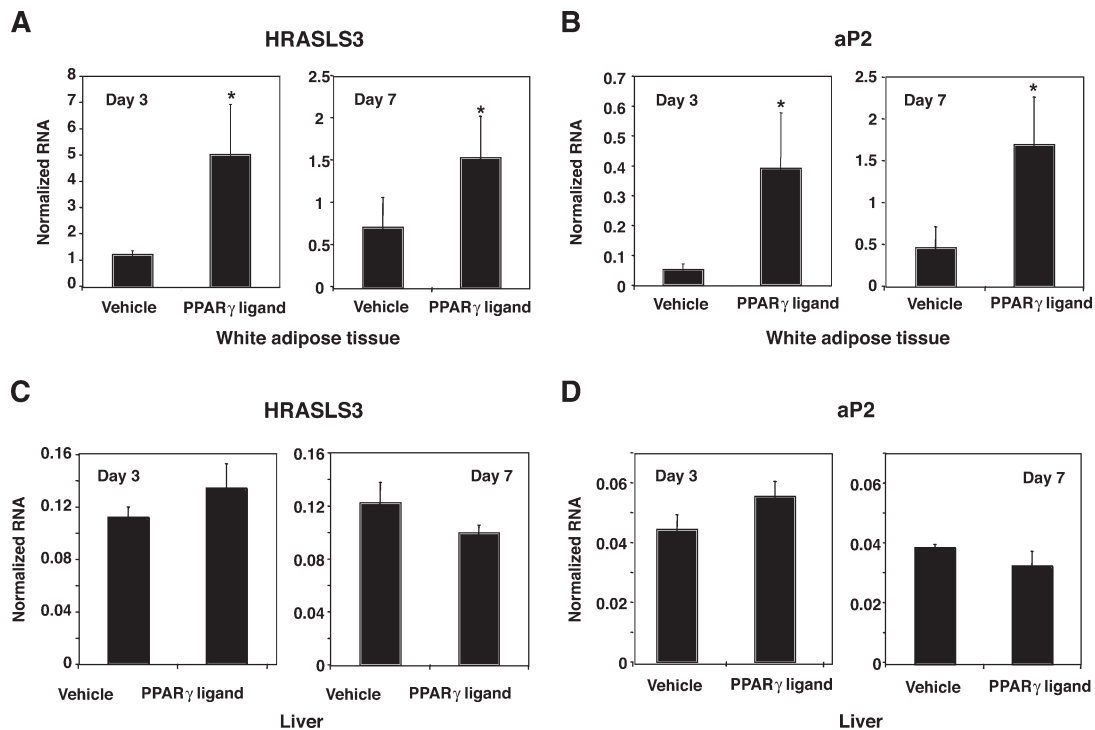 A
HRASLS3
8
7
6
5
4
3
2
1
0
Normalized RNA
Day 3
*
Vehicle
PPARγ ligand
2.5
2
1.5
1
0.5
0
Day 7
*
Vehicle
PPARγ ligand
White adipose tissue
B
aP2
0.7
0.6
0.5
0.4
0.3
0.2
0.1
0
Normalized RNA
Day 3
*
Vehicle
PPARγ ligand
2.5
2
1.5
1
0.5
0
Day 7
*
Vehicle
PPARγ ligand
White adipose tissue
C
HRASLS3
0.16
0.12
0.08
0.04
0
Normalized RNA
Day 3
Vehicle
PPARγ ligand
0.16
0.12
0.08
0.04
0
Day 7
Vehicle
PPARγ ligand
Liver
D
aP2
0.06
0.04
0.02
0
Normalized RNA
Day 3
Vehicle
PPARγ ligand
0.06
0.04
0.02
0
Day 7
Vehicle
PPARγ ligand
Liver